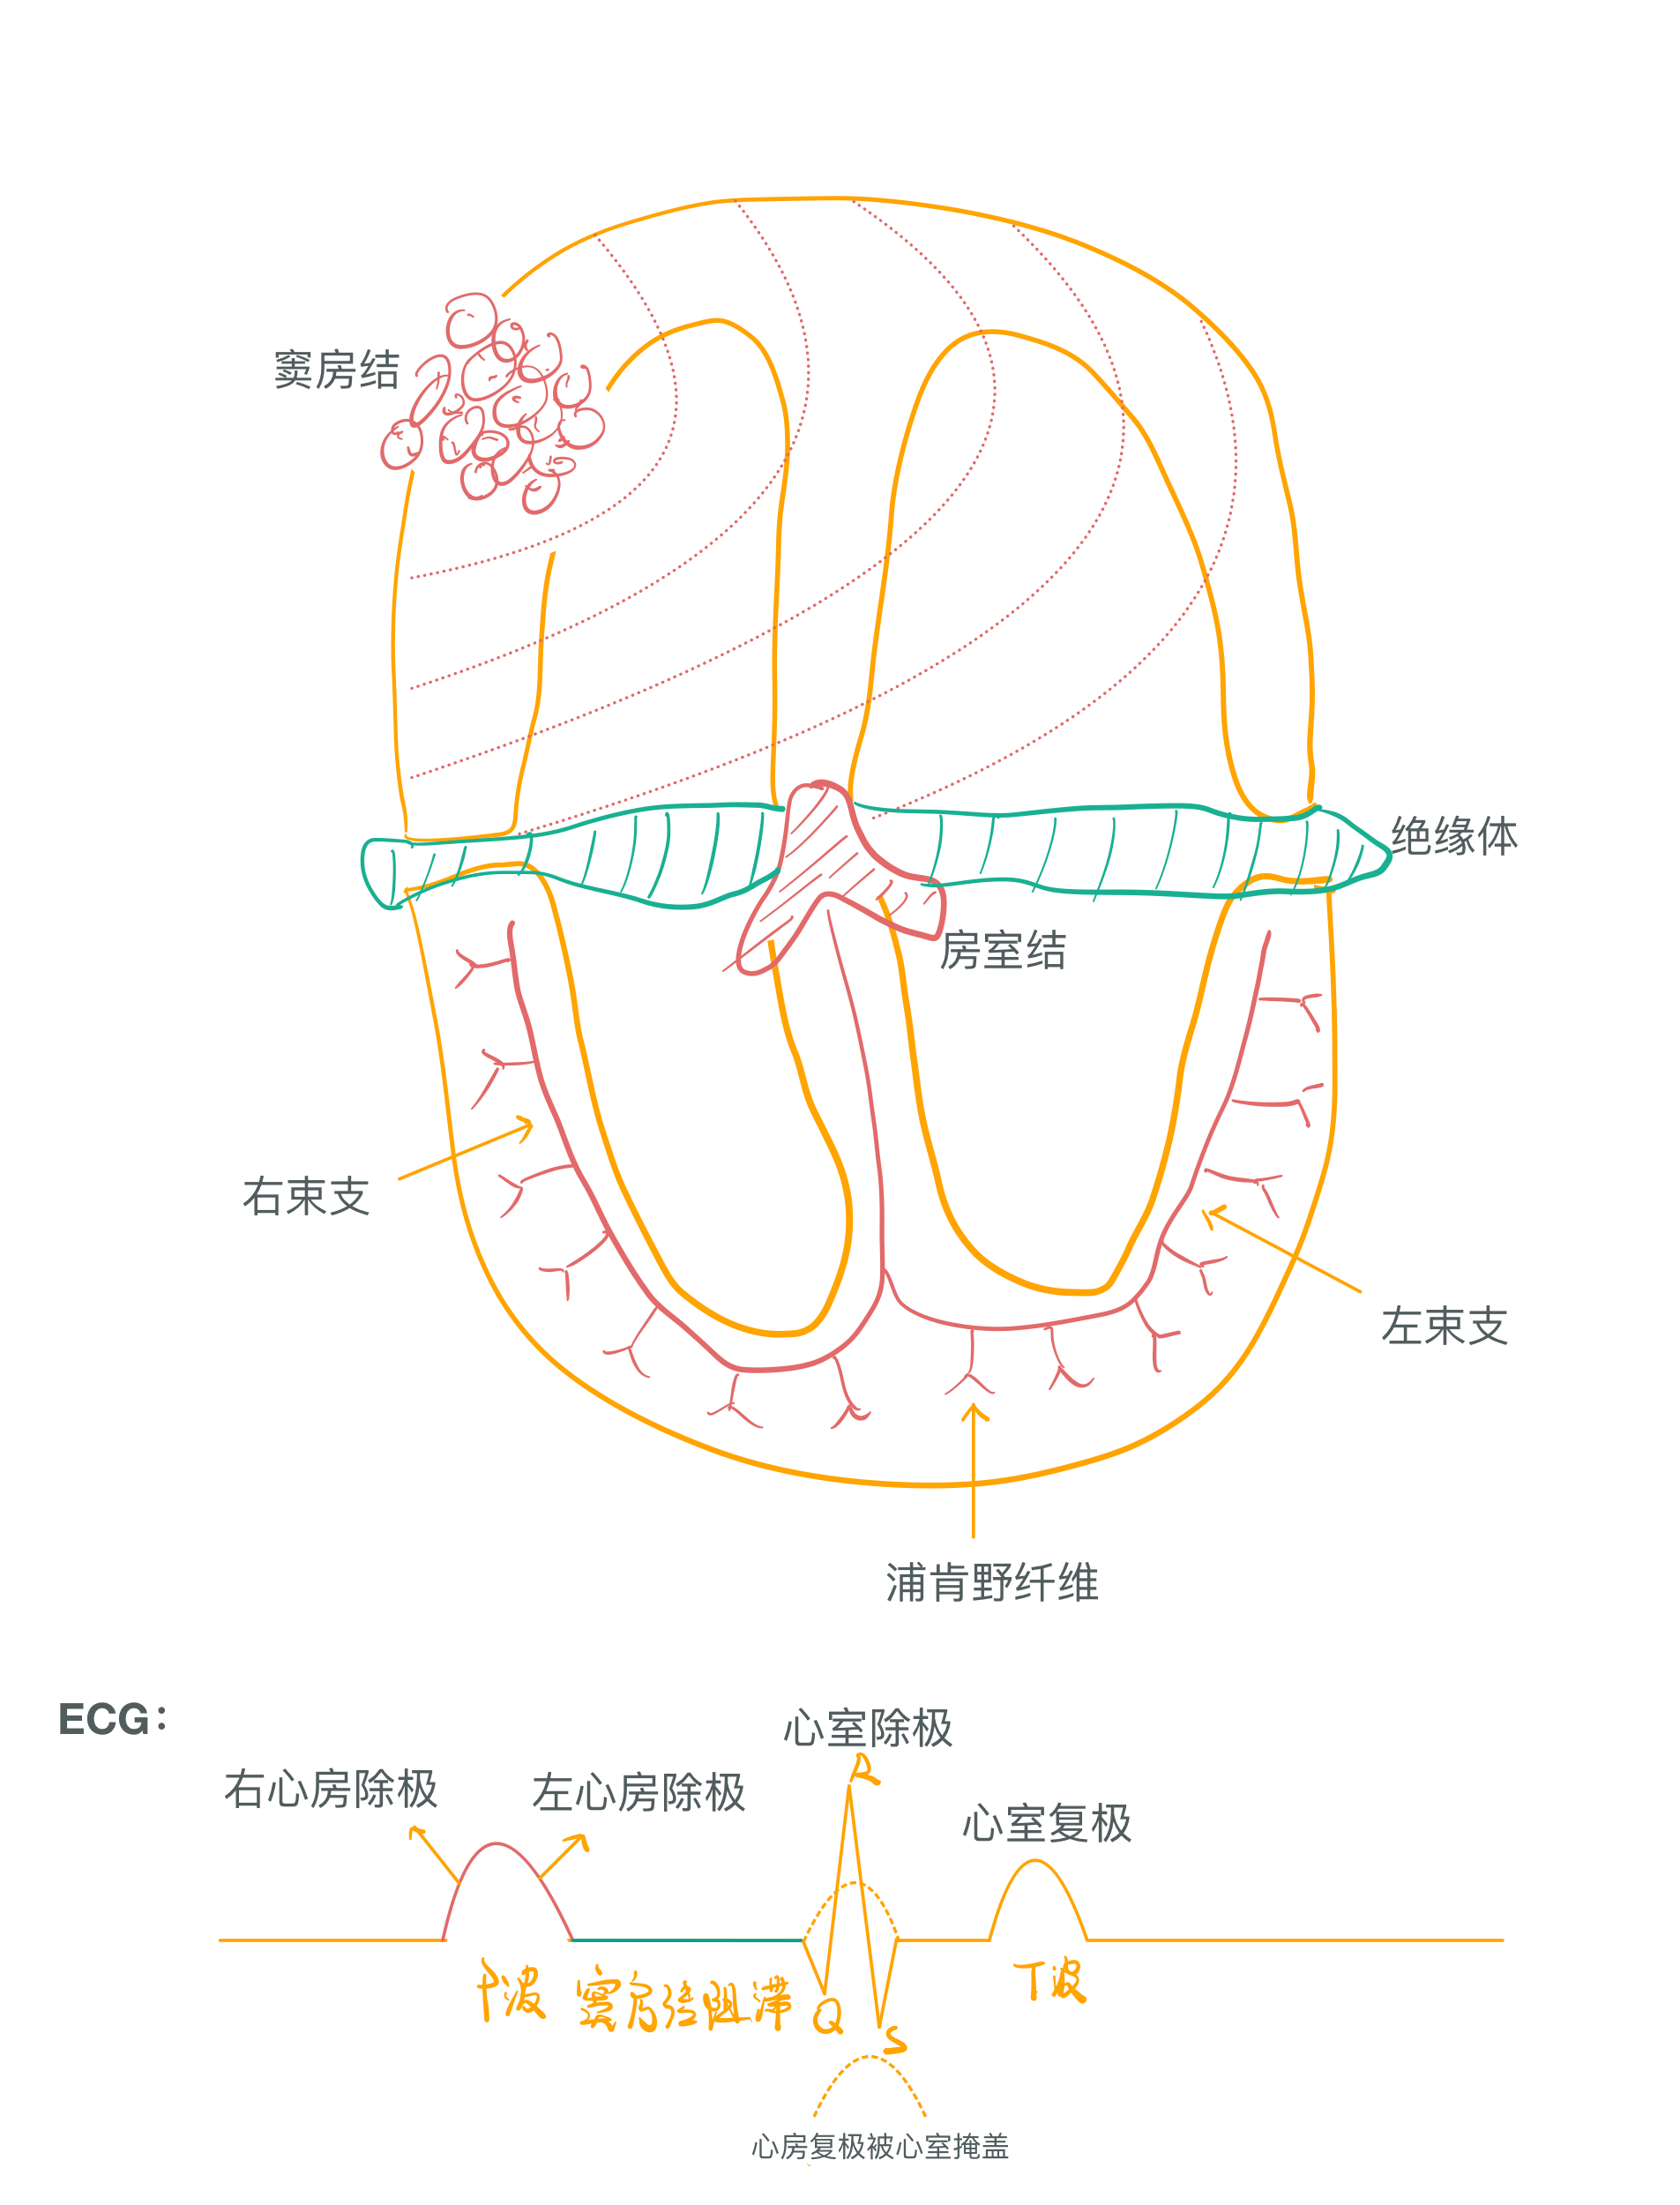 窦房结
绝缘体
房室结
右束支
左束支
浦肯野纤维
ECG：
心室除极
右心房除极
左心房除极
心室复极
R
P波
窦房结阻滞
Q
S
T波
心房复极被心室掩盖